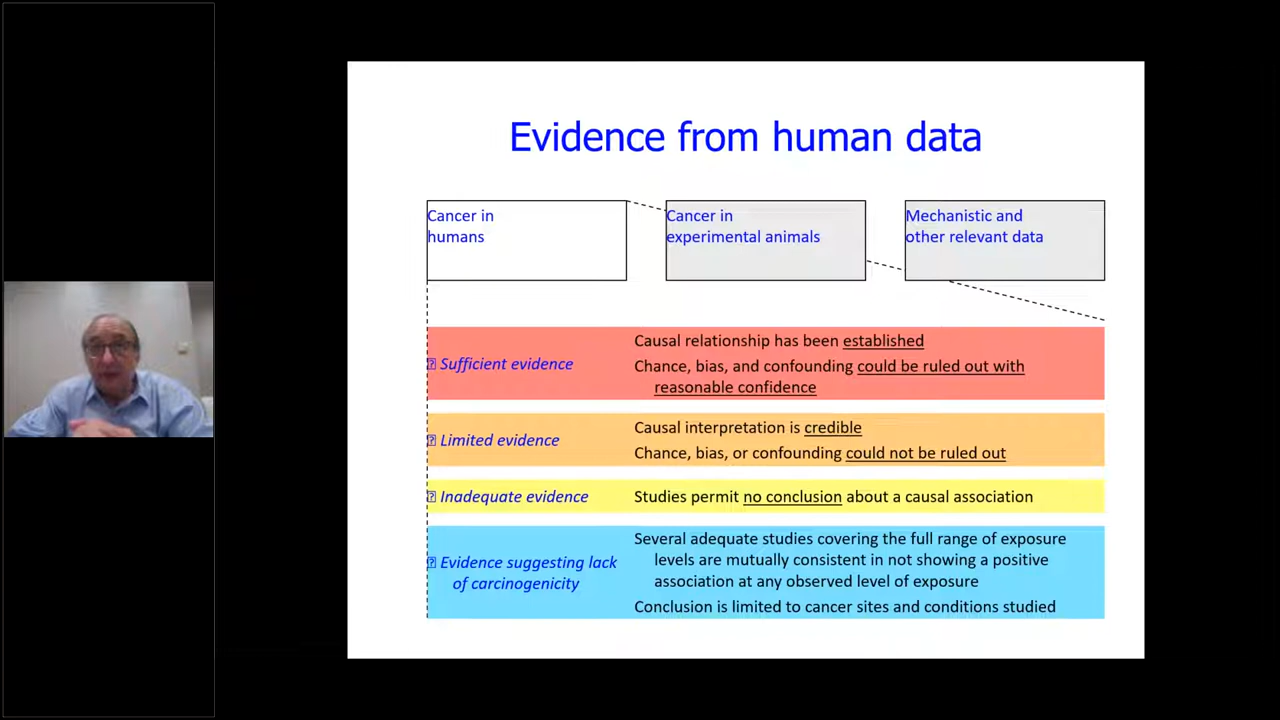 Evidence from human data
Cancer in
humans
Cancer in
experimental animals
Mechanistic and
other relevant data
Sufficient evidence
Causal relationship has been established
Chance, bias, and confounding could be ruled out with
reasonable confidence
Limited evidence
Causal interpretation is credible
Chance, bias, or confounding could not be ruled out
Inadequate evidence
Studies permit no conclusion about a causal association
Evidence suggesting lack
of carcinogenicity
Several adequate studies covering the full range of exposure
levels are mutually consistent in not showing a positive
association at any observed level of exposure
Conclusion is limited to cancer sites and conditions studied